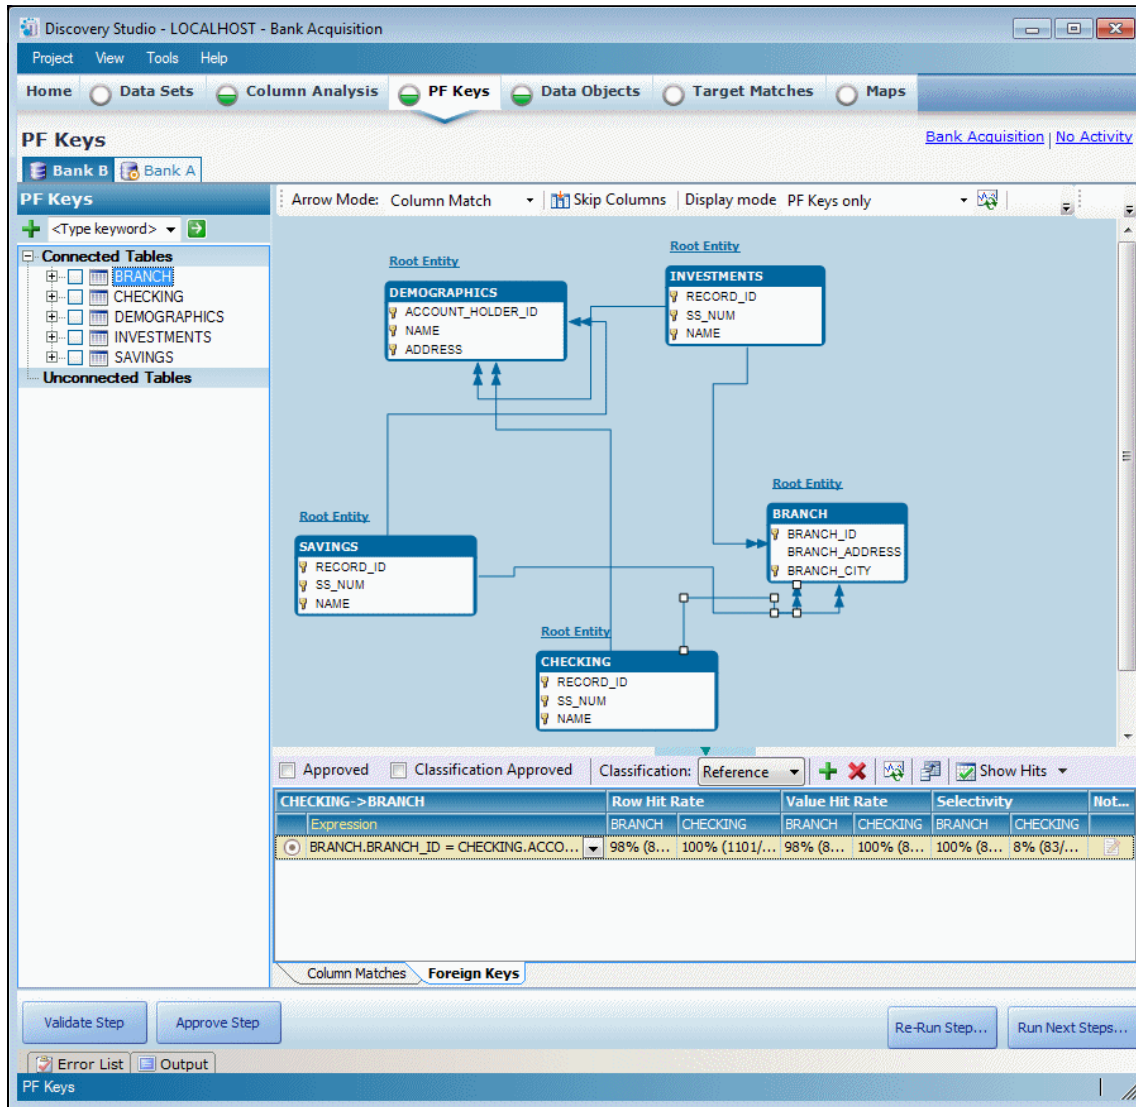 Discovery Studio - LOCALHOST - Bank Acquisition
Project View Tools Help
Home Data Sets Column Analysis PF Keys Data Objects Target Matches Maps
PF Keys
Bank Acquisition | No Activity
Bank B Bank A
PF Keys
Arrow Mode: Column Match Skip Columns Display mode PF Keys only
<Type keyword>
Connected Tables
BRANCH
CHECKING
DEMOGRAPHICS
INVESTMENTS
SAVINGS
Unconnected Tables
Root Entity
DEMOGRAPHICS
ACCOUNT_HOLDER_ID
NAME
ADDRESS
Root Entity
INVESTMENTS
RECORD_ID
SS_NUM
NAME
Root Entity
BRANCH
BRANCH_ID
BRANCH_ADDRESS
BRANCH_CITY
Root Entity
SAVINGS
RECORD_ID
SS_NUM
NAME
Root Entity
CHECKING
RECORD_ID
SS_NUM
NAME
Approved Classification Approved Classification: Reference Show Hits
CHECKING->BRANCH Row Hit Rate Value Hit Rate Selectivity Not...
Expression BRANCH CHECKING BRANCH CHECKING BRANCH CHECKING
BRANCH.BRANCH_ID = CHECKING.ACCO... 98% (8... 100% (1101/... 98% (8... 100% (8... 100% (8... 8% (83/...
Column Matches Foreign Keys
Validate Step Approve Step Re-Run Step... Run Next Steps...
Error List Output
PF Keys